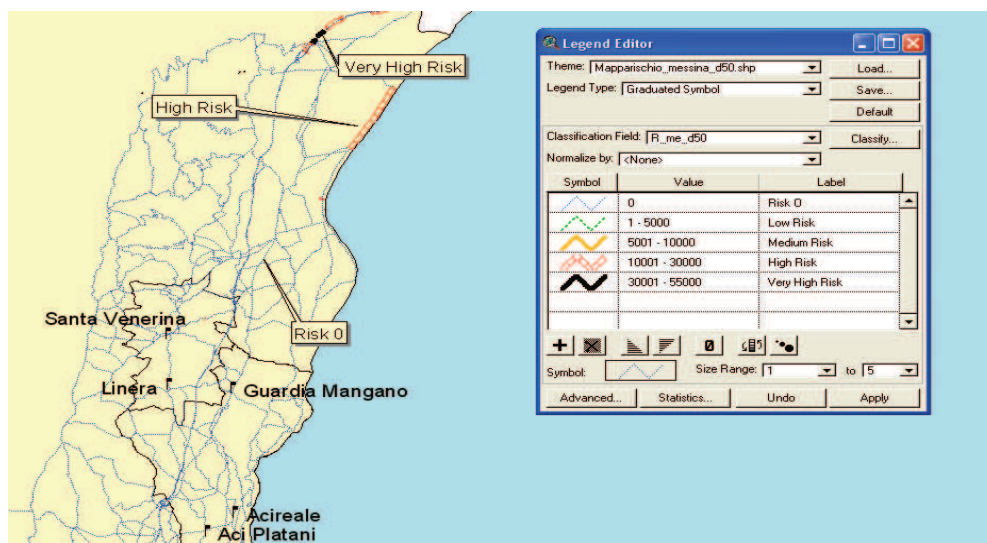 Very High Risk
High Risk
Risk 0
Santa Venerina
Linera
Guardia Mangano
Acireale
Aci Platani
Legend Editor
Theme: Mapparischio_messina_d50.shp Load...
Legend Type: Graduated Symbol Save...
Default
Classification Field: R_me_d50 Classify...
Normalize by: <None>
Symbol Value Label
0 Risk 0
1 - 5000 Low Risk
5001 - 10000 Medium Risk
10001 - 30000 High Risk
30001 - 55000 Very High Risk
Symbol: Size Range: 1 to 5
Advanced... Statistics... Undo Apply